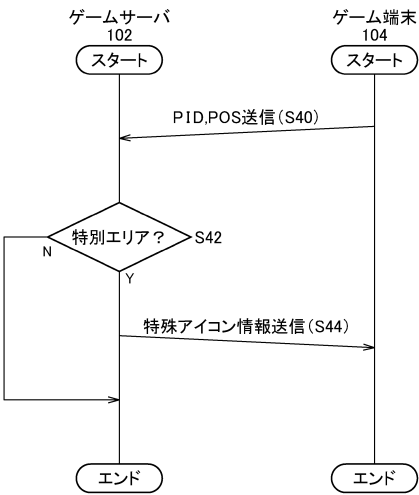 ゲームサーバ
102
ゲーム端末
104
スタート
スタート
PID,POS送信(S40)
特別エリア?
S42
N
Y
特殊アイコン情報送信(S44)
エンド
エンド